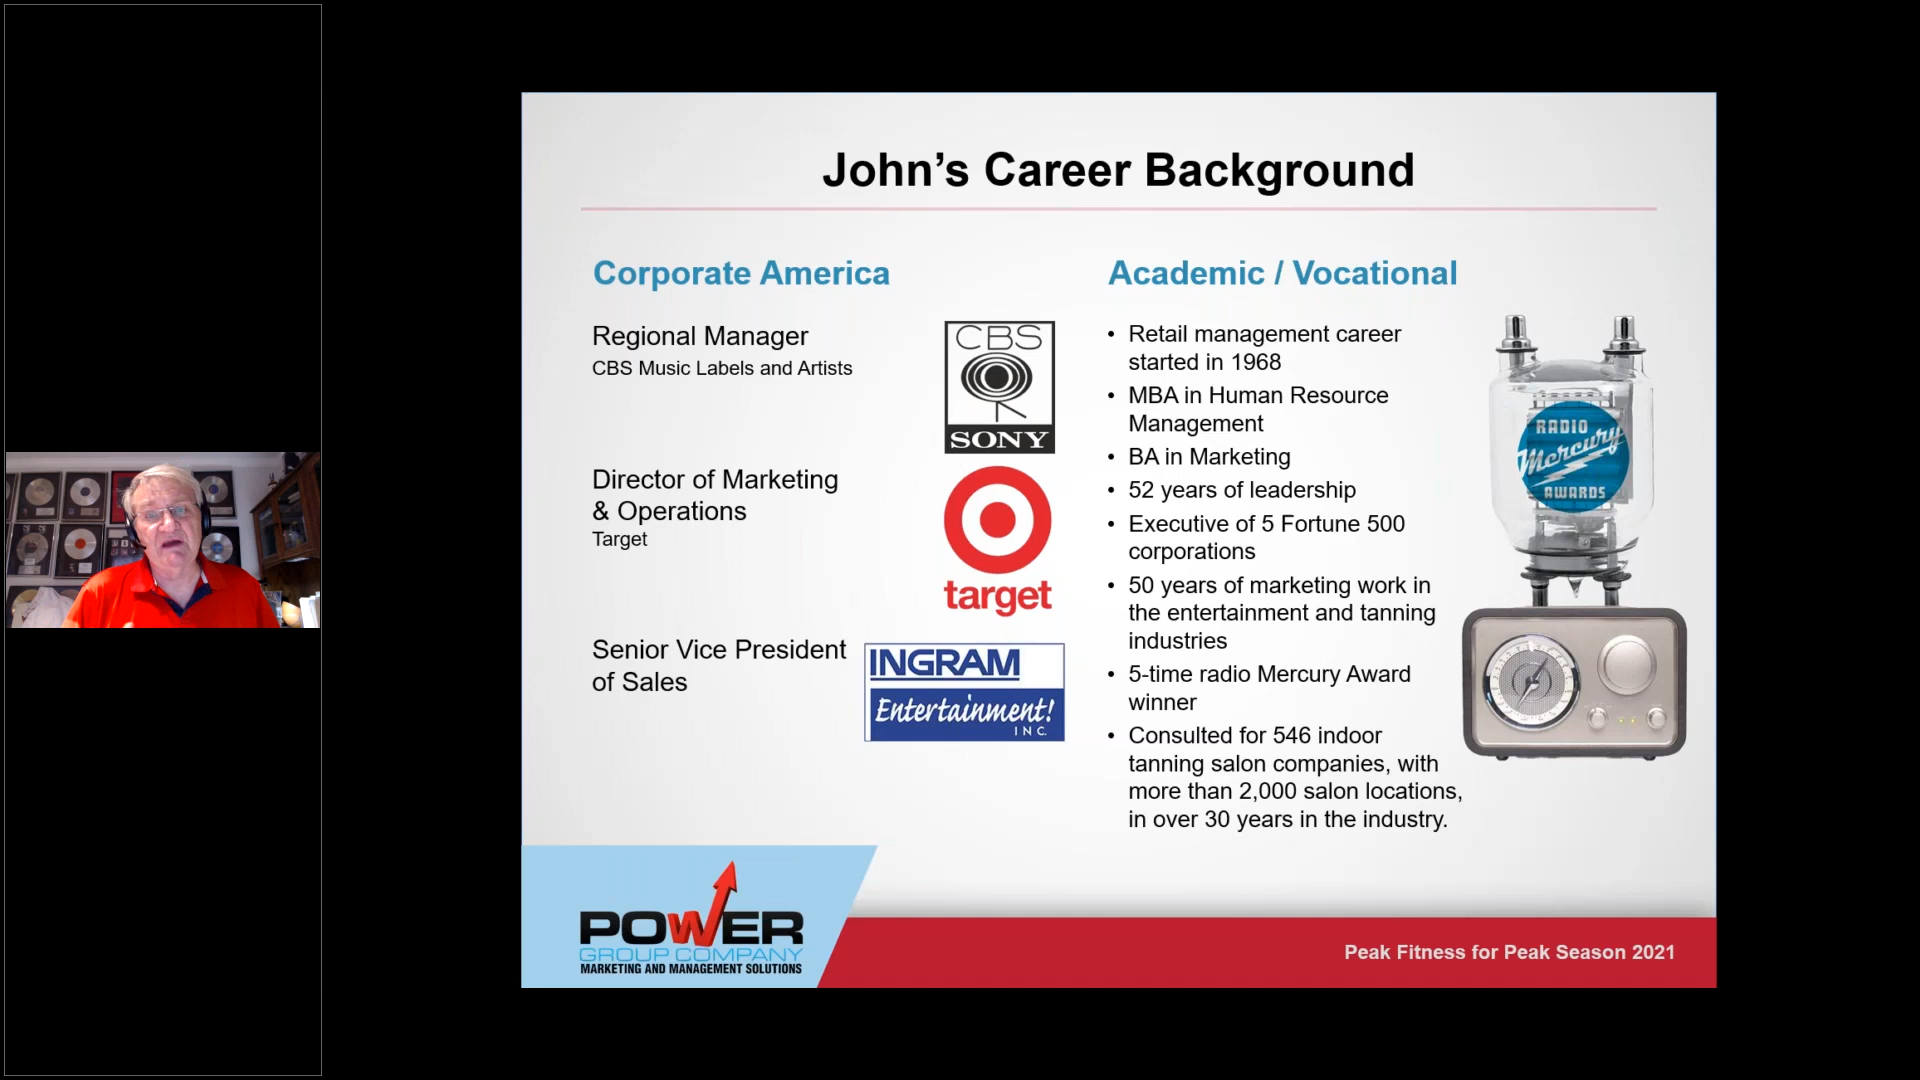 John’s Career Background
Corporate America
Regional Manager
CBS Music Labels and Artists
CBS
SONY
Director of Marketing
& Operations
Target
target
Senior Vice President
of Sales
INGRAM
Entertainment!
INC.
Academic / Vocational
• Retail management career
started in 1968
• MBA in Human Resource
Management
• BA in Marketing
• 52 years of leadership
• Executive of 5 Fortune 500
corporations
• 50 years of marketing work in
the entertainment and tanning
industries
• 5-time radio Mercury Award
winner
• Consulted for 546 indoor
tanning salon companies, with
more than 2,000 salon locations,
in over 30 years in the industry.
RADIO
Mercury
AWARDS
POWER
GROUP COMPANY
MARKETING AND MANAGEMENT SOLUTIONS
Peak Fitness for Peak Season 2021